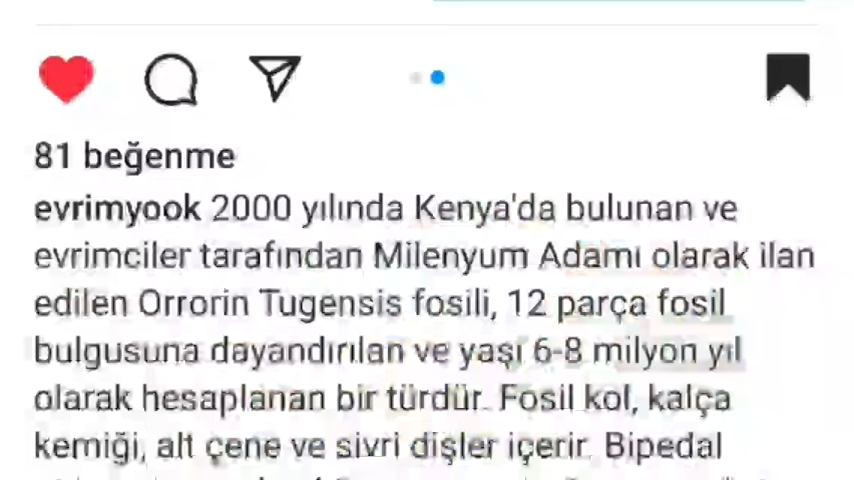 81 beğenme
evrimyook 2000 yılında Kenya'da bulunan ve
evrimciler tarafından Milenyum Adamı olarak ilan
edilen Orrorin Tugensis fosili, 12 parça fosil
bulgusuna dayandırılan ve yaşı 6-8 milyon yıl
olarak hesaplanan bir türdür. Fosil kol, kalça
kemiği, alt çene ve sivri dişler içerir. Bipedal